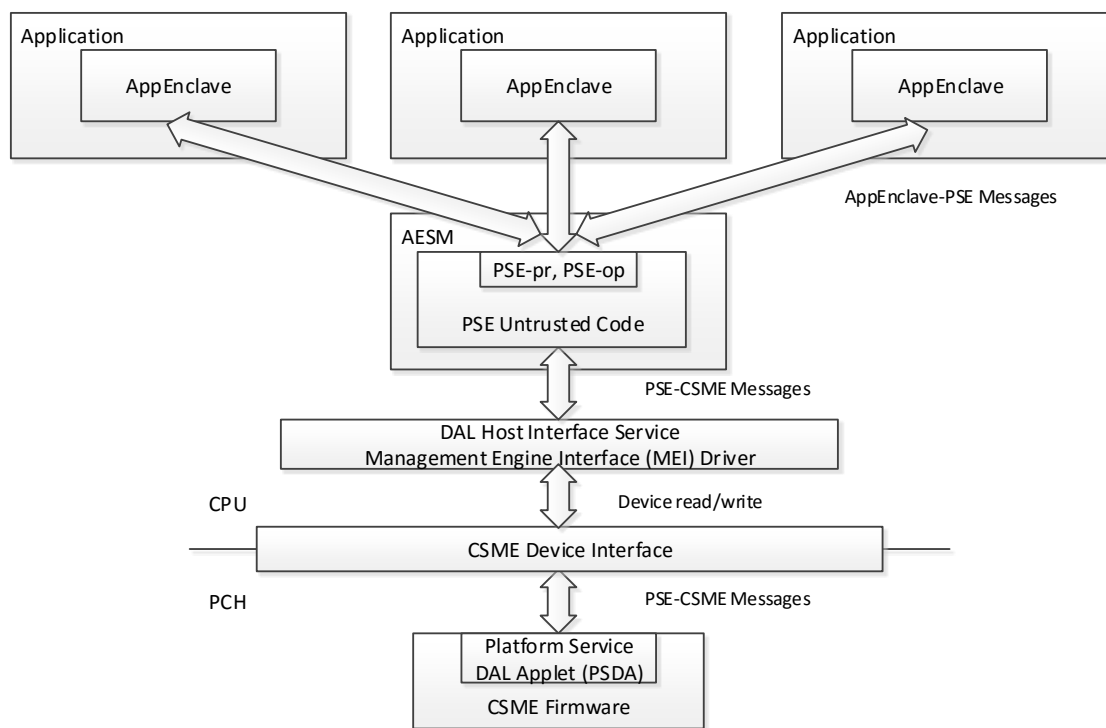 Application
Application
Application
AppEnclave
AppEnclave
AppEnclave
AppEnclave-PSE Messages
AESM
PSE-pr, PSE-op
PSE Untrusted Code
PSE-CSME Messages
DAL Host Interface Service
Management Engine Interface (MEI) Driver
CPU
Device read/write
CSME Device Interface
PCH
PSE-CSME Messages
Platform Service
DAL Applet (PSDA)
CSME Firmware